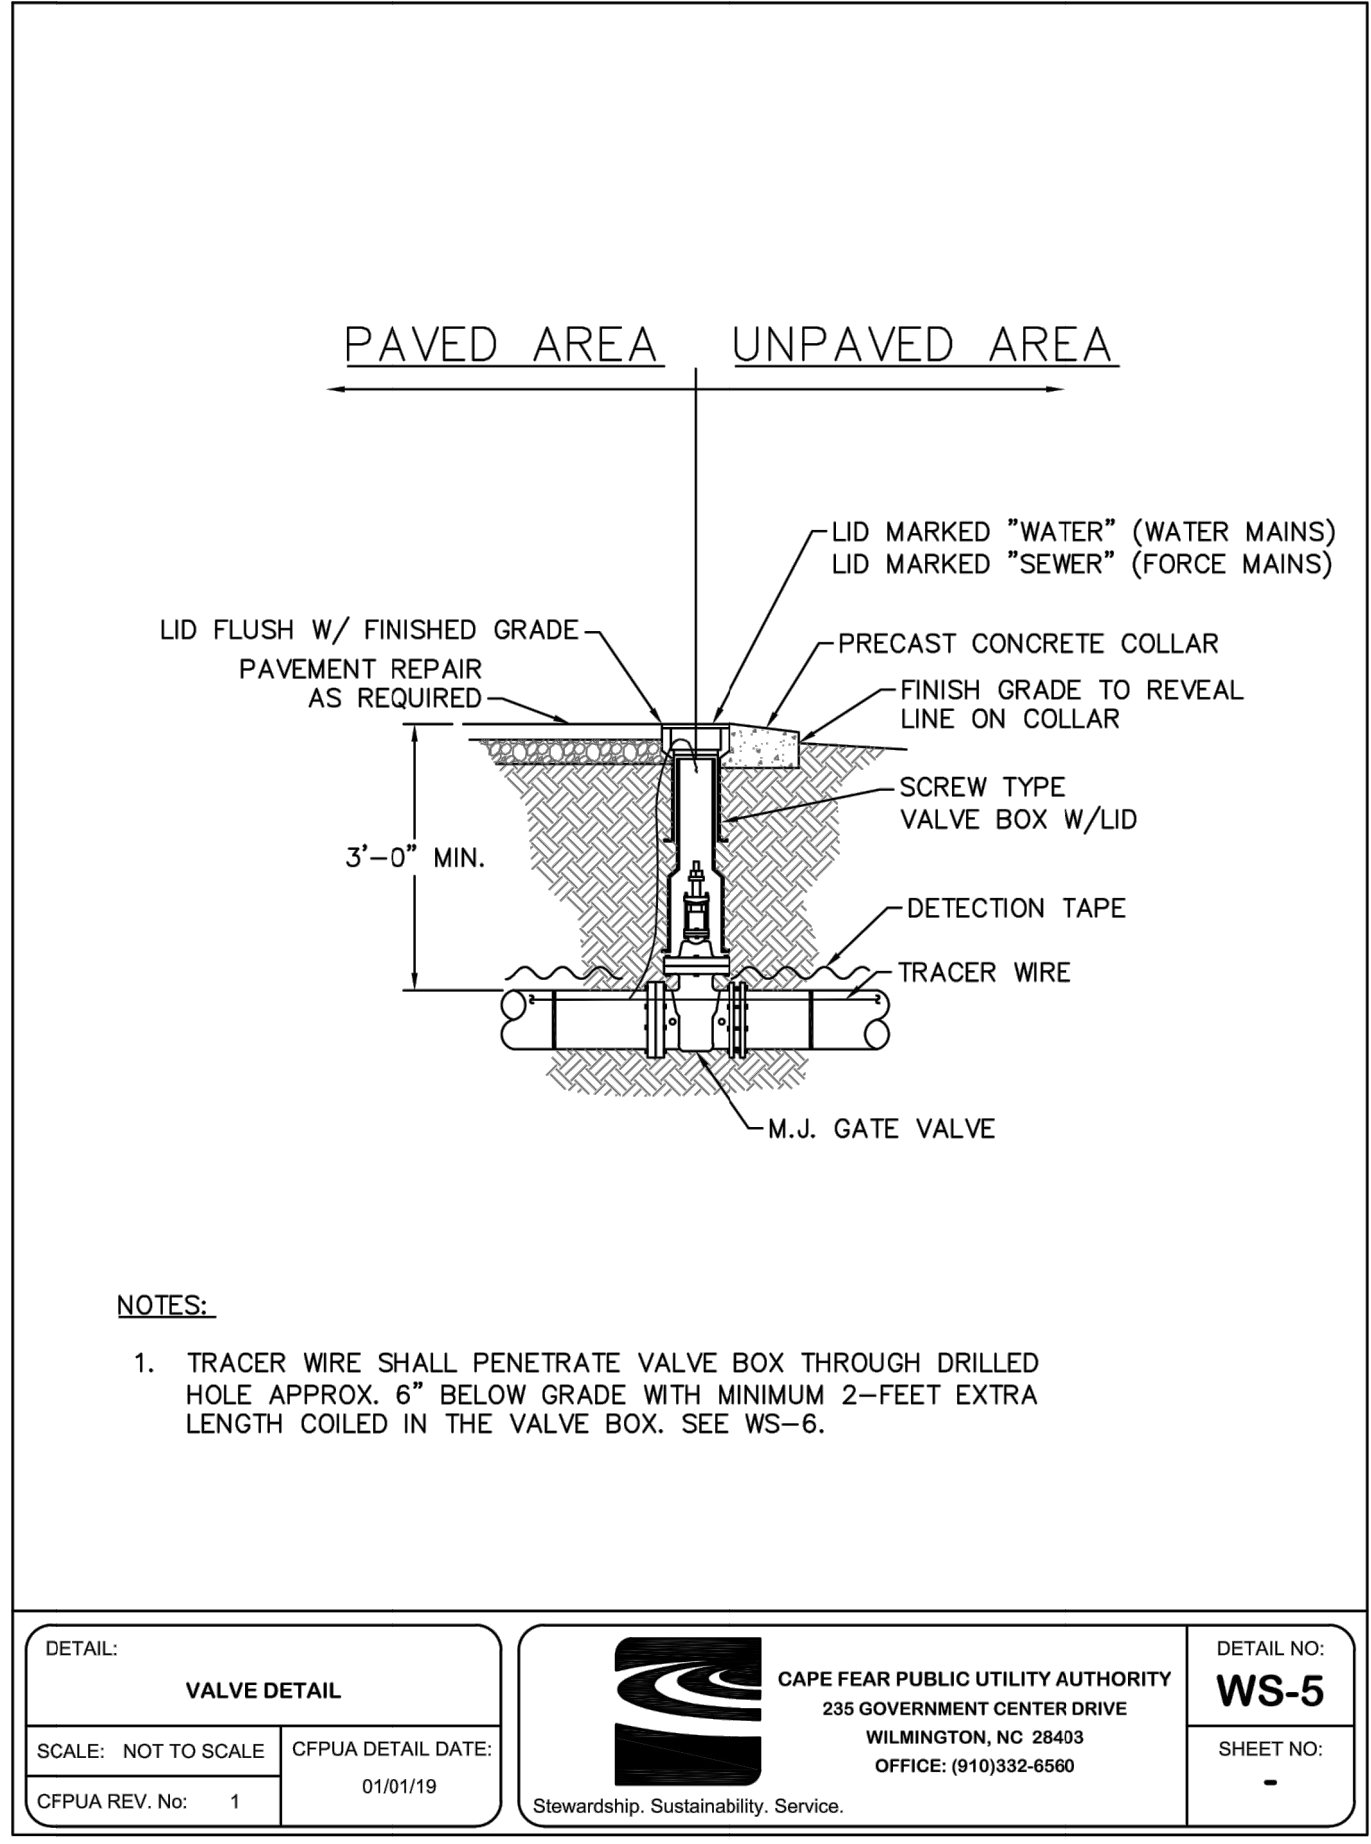 PAVED AREA UNPAVED AREA
LID MARKED "WATER" (WATER MAINS)
LID MARKED "SEWER" (FORCE MAINS)
LID FLUSH W/ FINISHED GRADE
PRECAST CONCRETE COLLAR
PAVEMENT REPAIR
AS REQUIRED
FINISH GRADE TO REVEAL
LINE ON COLLAR
SCREW TYPE
VALVE BOX W/LID
3'-0" MIN.
DETECTION TAPE
TRACER WIRE
M.J. GATE VALVE
NOTES:
1. TRACER WIRE SHALL PENETRATE VALVE BOX THROUGH DRILLED
HOLE APPROX. 6" BELOW GRADE WITH MINIMUM 2-FEET EXTRA
LENGTH COILED IN THE VALVE BOX. SEE WS-6.
DETAIL:
VALVE DETAIL
SCALE: NOT TO SCALE
CFPUA REV. No: 1
CFPUA DETAIL DATE:
01/01/19
CAPE FEAR PUBLIC UTILITY AUTHORITY
235 GOVERNMENT CENTER DRIVE
WILMINGTON, NC 28403
OFFICE: (910)332-6560
Stewardship. Sustainability. Service.
DETAIL NO:
WS-5
SHEET NO:
-